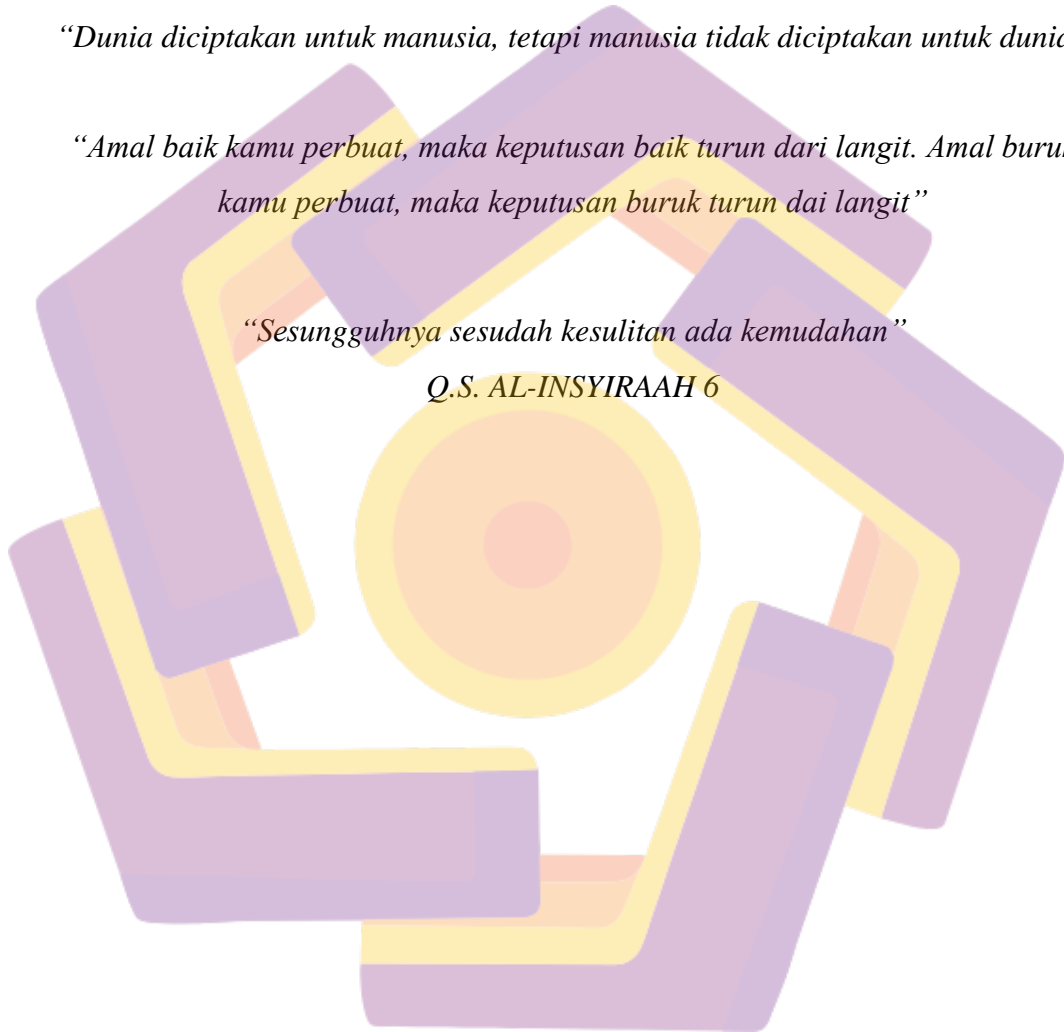 “Dunia diciptakan untuk manusia, tetapi manusia tidak diciptakan untuk dunia
“Amal baik kamu perbuat, maka keputusan baik turun dari langit. Amal buruk
kamu perbuat, maka keputusan buruk turun dai langit”
“Sesungguhnya sesudah kesulitan ada kemudahan”
Q.S. AL-INSYIRAAH 6